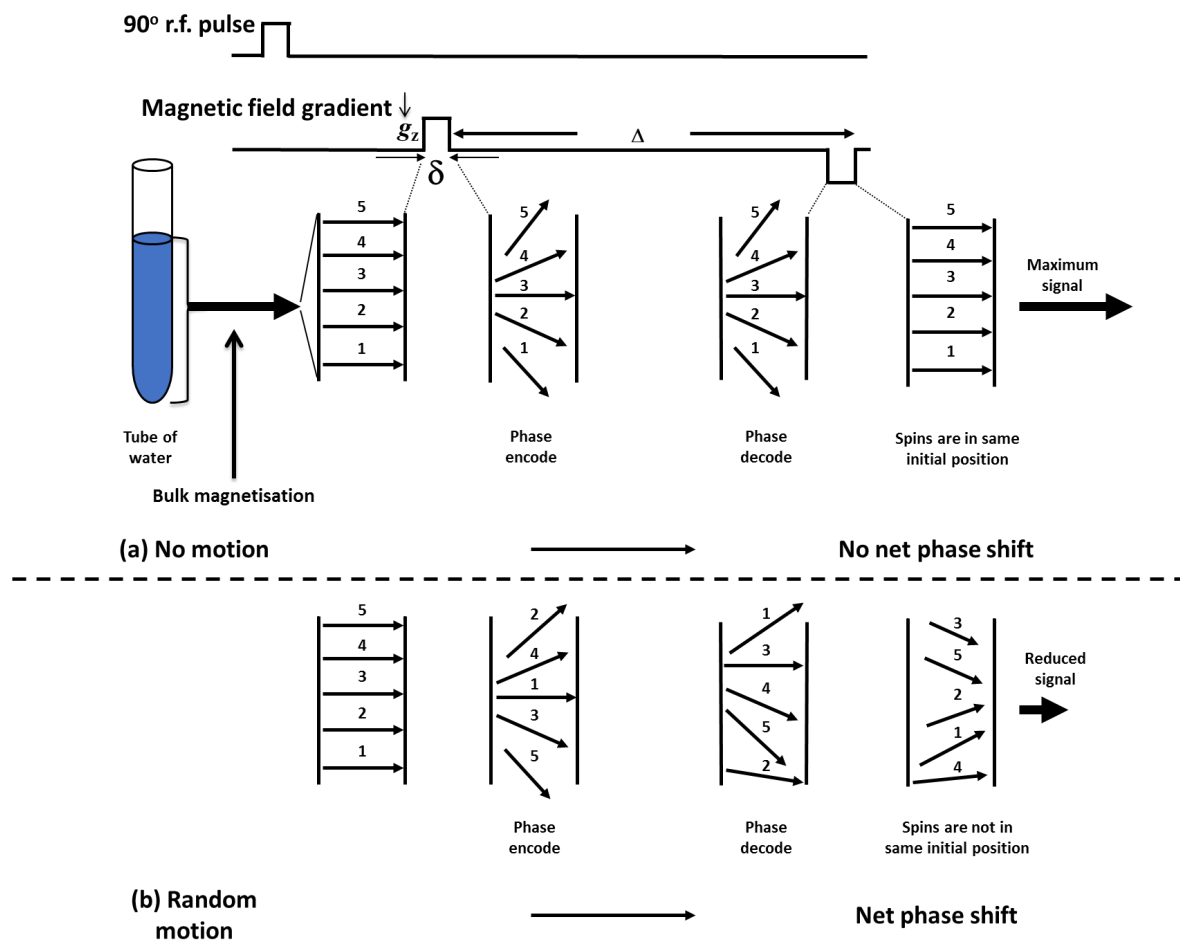 90° r.f. pulse
Magnetic field gradient
g_z
Δ
δ
5
4
3
2
1
5
4
3
2
1
5
4
3
2
1
5
4
3
2
1
Maximum
signal
Tube of
water
Phase
encode
Phase
decode
Spins are in same
initial position
Bulk magnetisation
(a) No motion
No net phase shift
5
4
3
2
1
2
4
1
3
5
1
3
4
5
2
3
5
2
1
4
Reduced
signal
Phase
encode
Phase
decode
Spins are not in
same initial position
(b) Random
motion
Net phase shift